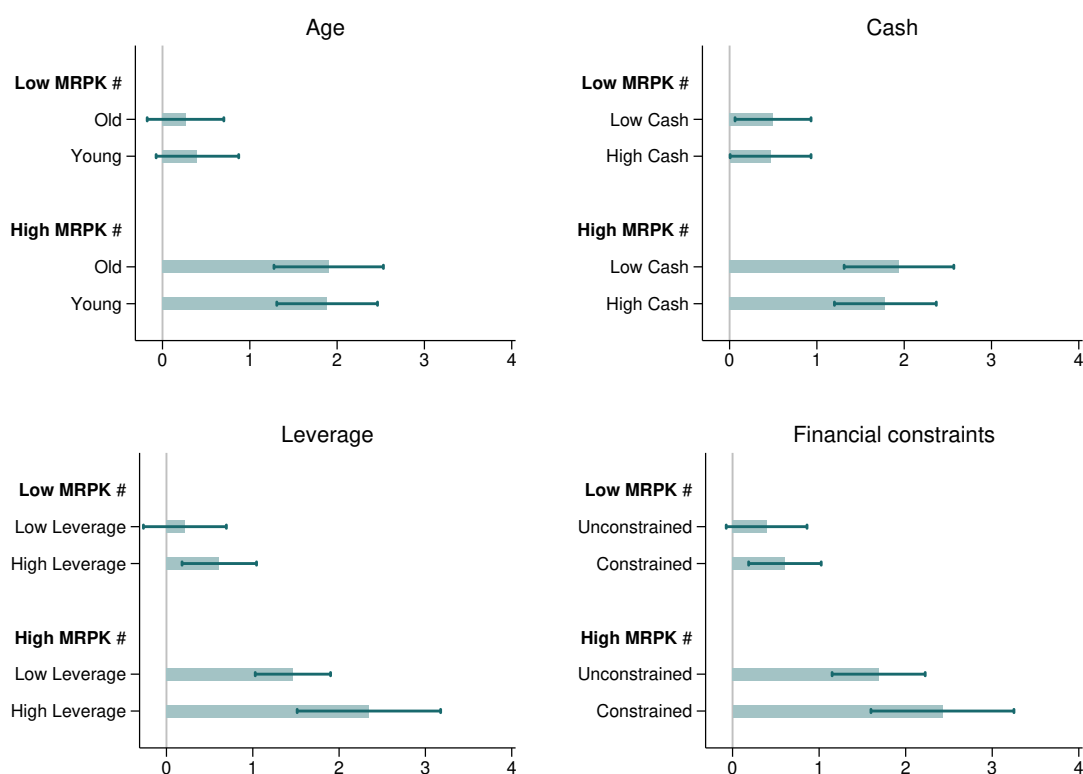 Age
Low MRPK #
Old
Young
High MRPK #
Old
Young
0 1 2 3 4
Cash
Low MRPK #
Low Cash
High Cash
High MRPK #
Low Cash
High Cash
0 1 2 3 4
Leverage
Low MRPK #
Low Leverage
High Leverage
High MRPK #
Low Leverage
High Leverage
0 1 2 3 4
Financial constraints
Low MRPK #
Unconstrained
Constrained
High MRPK #
Unconstrained
Constrained
0 1 2 3 4